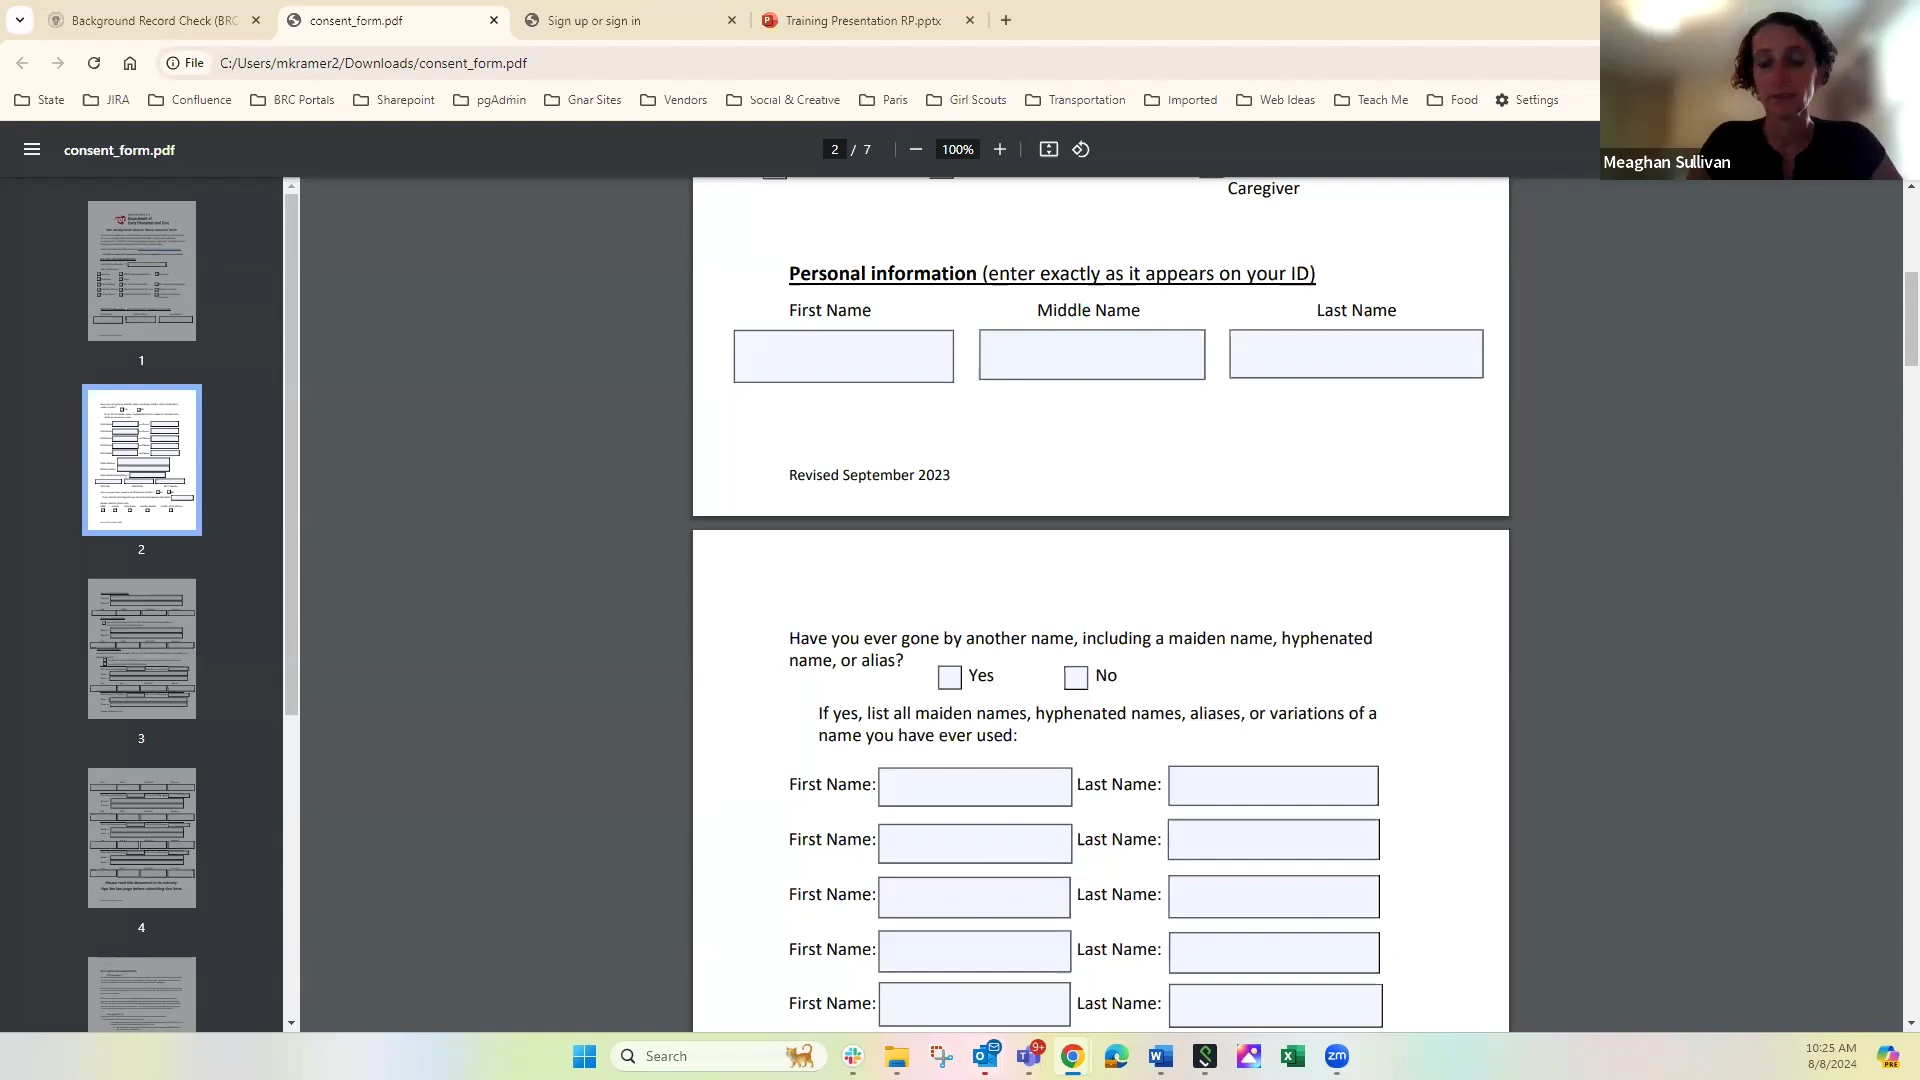 Background Record Check (BRC
consent_form.pdf
Sign up or sign in
Training Presentation RP.pptx
File
C:/Users/mkramer2/Downloads/consent_form.pdf
State
JIRA
Confluence
BRC Portals
Sharepoint
pgAdmin
Gnar Sites
Vendors
Social & Creative
Paris
Girl Scouts
Transportation
Imported
Web Ideas
Teach Me
Food
Settings
Meaghan Sullivan
consent_form.pdf
2 / 7
100%
1
2
3
4
Caregiver
Personal information (enter exactly as it appears on your ID)
First Name
Middle Name
Last Name
Revised September 2023
Have you ever gone by another name, including a maiden name, hyphenated
name, or alias?
Yes
No
If yes, list all maiden names, hyphenated names, aliases, or variations of a
name you have ever used:
First Name:
Last Name:
First Name:
Last Name:
First Name:
Last Name:
First Name:
Last Name:
First Name:
Last Name:
Search
9+
zm
10:25 AM
8/8/2024
PRE